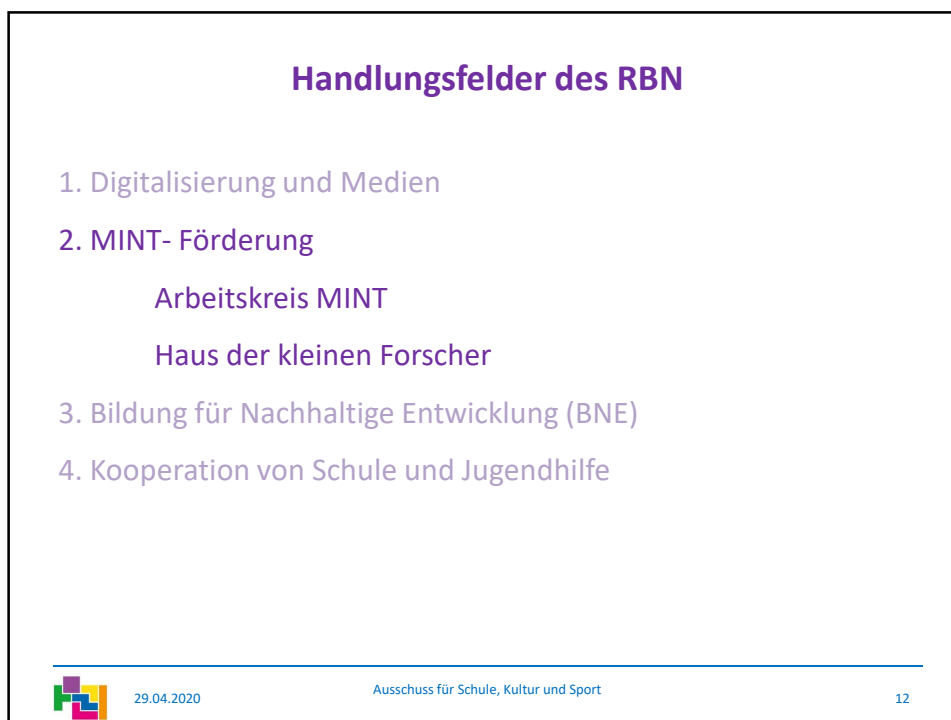 Handlungsfelder des RBN
1. Digitalisierung und Medien
2. MINT- Förderung
Arbeitskreis MINT
Haus der kleinen Forscher
3. Bildung für Nachhaltige Entwicklung (BNE)
4. Kooperation von Schule und Jugendhilfe
29.04.2020 Ausschuss für Schule, Kultur und Sport 12